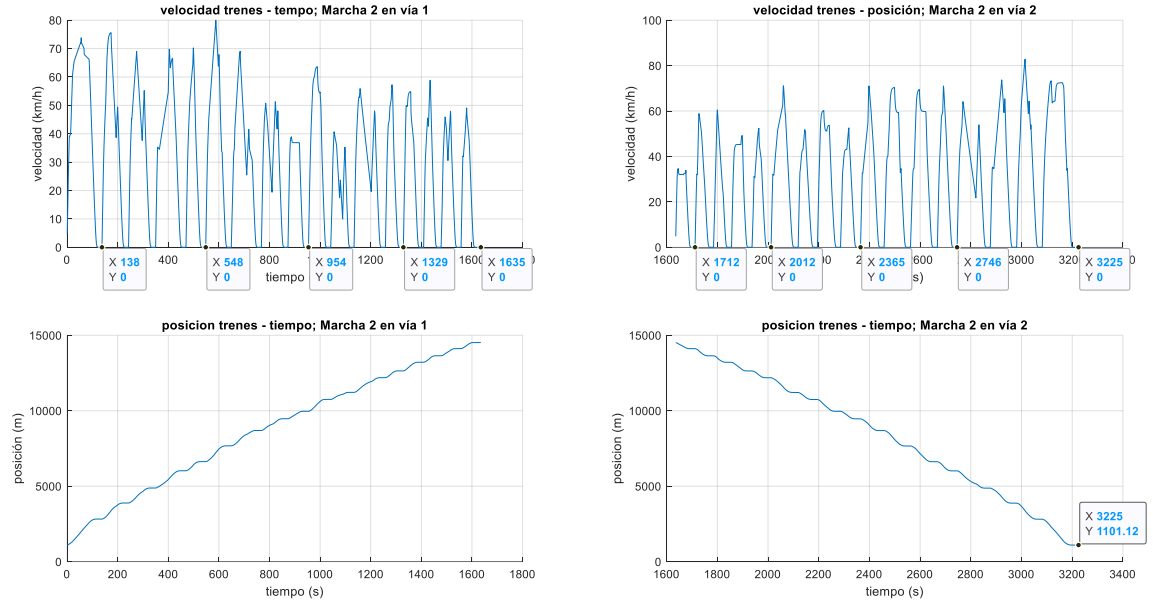 velocidad trenes - tempo; Marcha 2 en vía 1
velocidad (km/h)
80
70
60
50
40
30
20
10
0
0 200 400 600 800 1000 1200 1400 1600 1800
tiempo
X 138
Y 0
X 548
Y 0
X 954
Y 0
X 1329
Y 0
X 1635
Y 0
velocidad trenes - posición; Marcha 2 en vía 2
velocidad (km/h)
100
80
60
40
20
0
1600
s)
X 1712
Y 0
X 2012
Y 0
X 2365
Y 0
X 2746
Y 0
X 3225
Y 0
posicion trenes - tiempo; Marcha 2 en vía 1
posición (m)
15000
10000
5000
0
0 200 400 600 800 1000 1200 1400 1600 1800
tiempo (s)
posicion trenes - tiempo; Marcha 2 en vía 2
posicion (m)
15000
10000
5000
0
1600 1800 2000 2200 2400 2600 2800 3000 3200 3400
tiempo (s)
X 3225
Y 1101.12